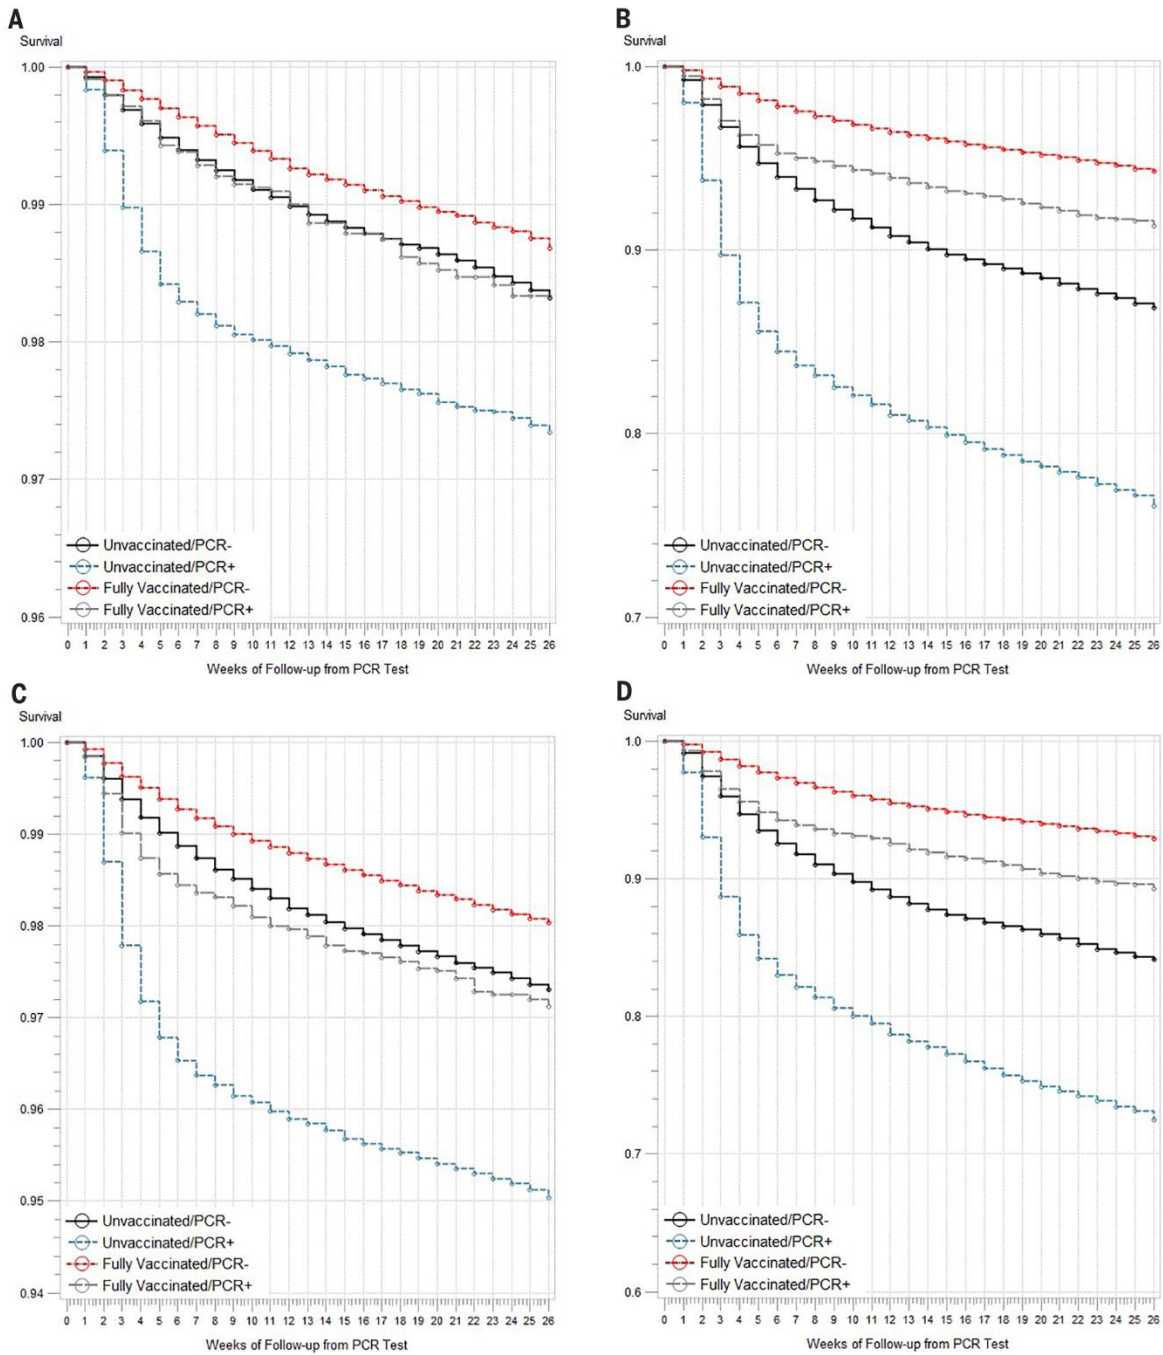 A
Survival
1.00
0.99
0.98
0.97
0.96
Unvaccinated/PCR-
Unvaccinated/PCR+
Fully Vaccinated/PCR-
Fully Vaccinated/PCR+
0 1 2 3 4 5 6 7 8 9 10 11 12 13 14 15 16 17 18 19 20 21 22 23 24 25 26
Weeks of Follow-up from PCR Test
B
Survival
1.0
0.9
0.8
0.7
Unvaccinated/PCR-
Unvaccinated/PCR+
Fully Vaccinated/PCR-
Fully Vaccinated/PCR+
0 1 2 3 4 5 6 7 8 9 10 11 12 13 14 15 16 17 18 19 20 21 22 23 24 25 26
Weeks of Follow-up from PCR Test
C
Survival
1.00
0.99
0.98
0.97
0.96
0.95
0.94
Unvaccinated/PCR-
Unvaccinated/PCR+
Fully Vaccinated/PCR-
Fully Vaccinated/PCR+
0 1 2 3 4 5 6 7 8 9 10 11 12 13 14 15 16 17 18 19 20 21 22 23 24 25 26
Weeks of Follow-up from PCR Test
D
Survival
1.0
0.9
0.8
0.7
0.6
Unvaccinated/PCR-
Unvaccinated/PCR+
Fully Vaccinated/PCR-
Fully Vaccinated/PCR+
0 1 2 3 4 5 6 7 8 9 10 11 12 13 14 15 16 17 18 19 20 21 22 23 24 25 26
Weeks of Follow-up from PCR Test